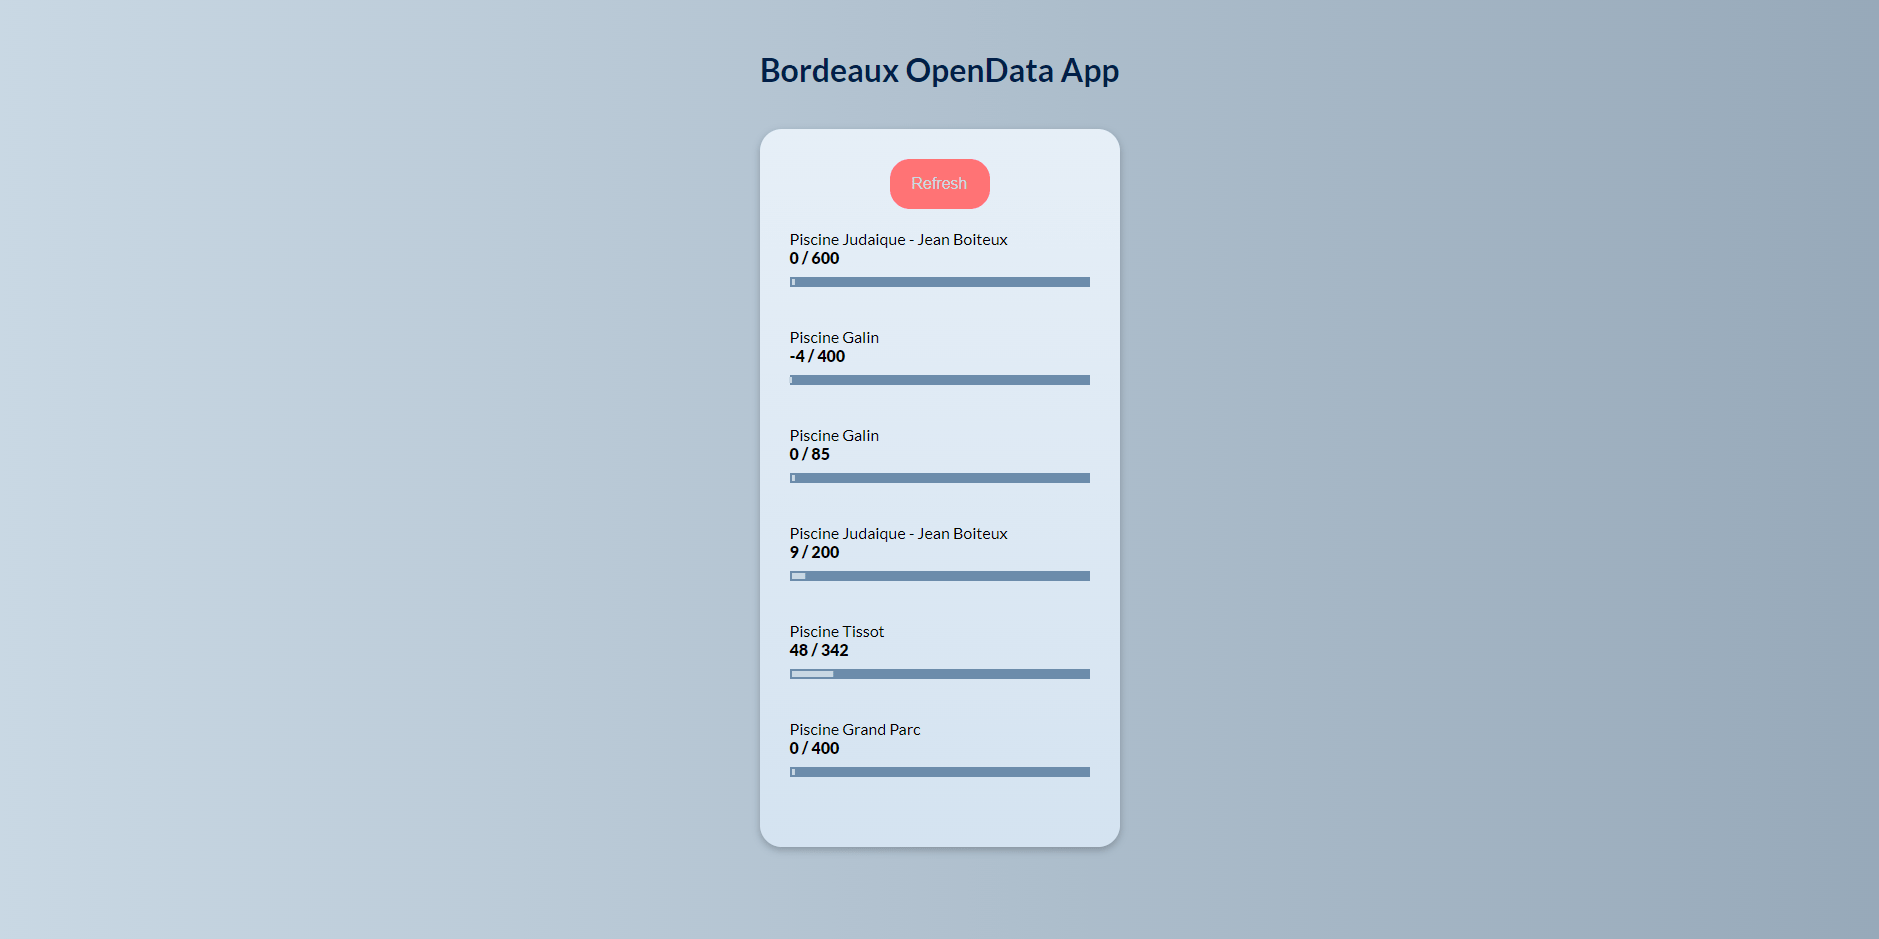 Bordeaux OpenData App
Refresh
Piscine Judaique - Jean Boiteux
0 / 600
Piscine Galin
-4 / 400
Piscine Galin
0 / 85
Piscine Judaique - Jean Boiteux
9 / 200
Piscine Tissot
48 / 342
Piscine Grand Parc
0 / 400